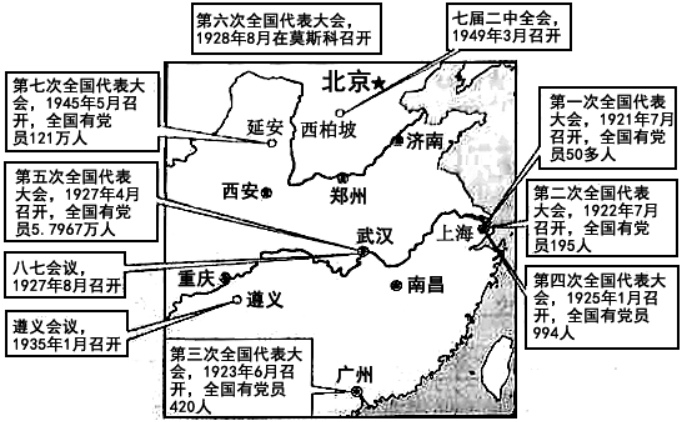 第六次全国代表大会，
1928年8月在莫斯科召开
七届二中全会，
1949年3月召开
第七次全国代表大
会，1945年5月召
开，全国有党
员121万人
第五次全国代表
大会，1927年4月
召开，全国有党
员5.7967万人
八七会议，
1927年8月召开
遵义会议，
1935年1月召开
第三次全国代表大
会，1923年6月召
开，全国有党员
420人
第一次全国代表
大会，1921年7月
召开，全国有党
员50多人
第二次全国代表
大会，1922年7月
召开，全国有党
员195人
第四次全国代表大
会，1925年1月召
开，全国有党员
994人
北京
延安
西柏坡
济南
西安
郑州
武汉
上海
重庆
南昌
遵义
广州